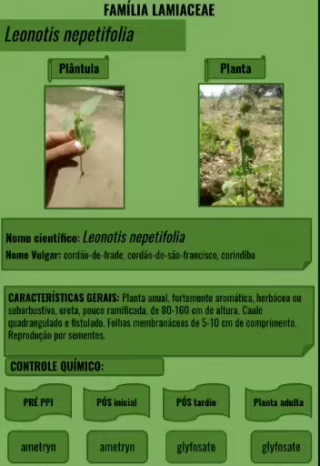 FAMÍLIA LAMIACEAE
Leonotis nepetifolia
Plântula Planta
Nome científico: Leonotis nepetifolia
Nome Vulgar: cordão-de-frade, cordão-de-são-francisco, corindiba
CARACTERÍSTICAS GERAIS: Planta anual, fortemente aromática, herbácea ou
subarbustiva, ereta, pouco ramificada, de 80-160 cm de altura. Caule
quadrangulado e fistulado. Folhas membranáceas de 5-10 cm de comprimento.
Reprodução por sementes.
CONTROLE QUÍMICO:
PRÉ PPI PÓS inicial PÓS tardio Planta adulta
ametryn ametryn glyfosate glyfosate